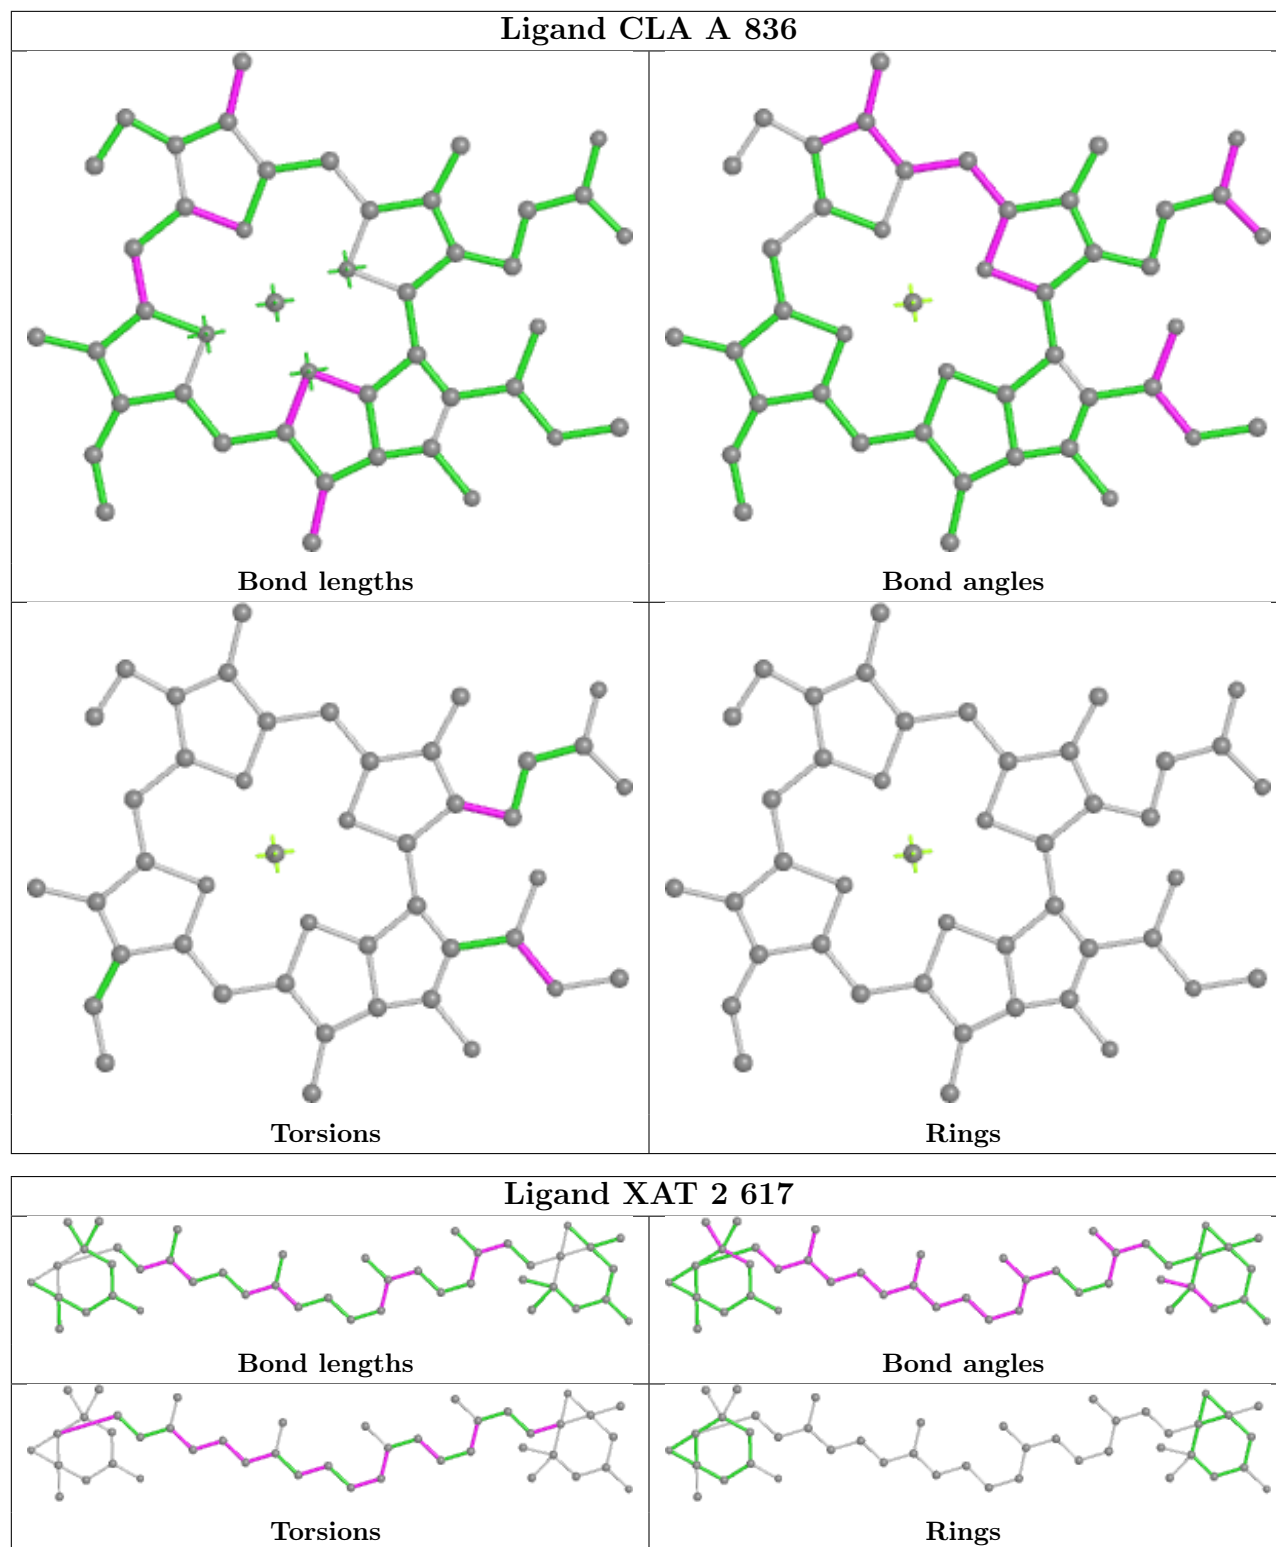 Ligand CLA A 836
Bond lengths
Bond angles
Torsions
Rings
Ligand XAT 2 617
Bond lengths
Bond angles
Torsions
Rings